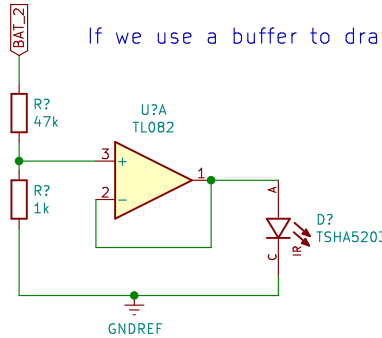 BAT_2
If we use a buffer to dra
R?
47k
U?A
TL082
3
+
1
2
−
R?
1k
A
D?
TSHA5203
C
IR
GNDREF